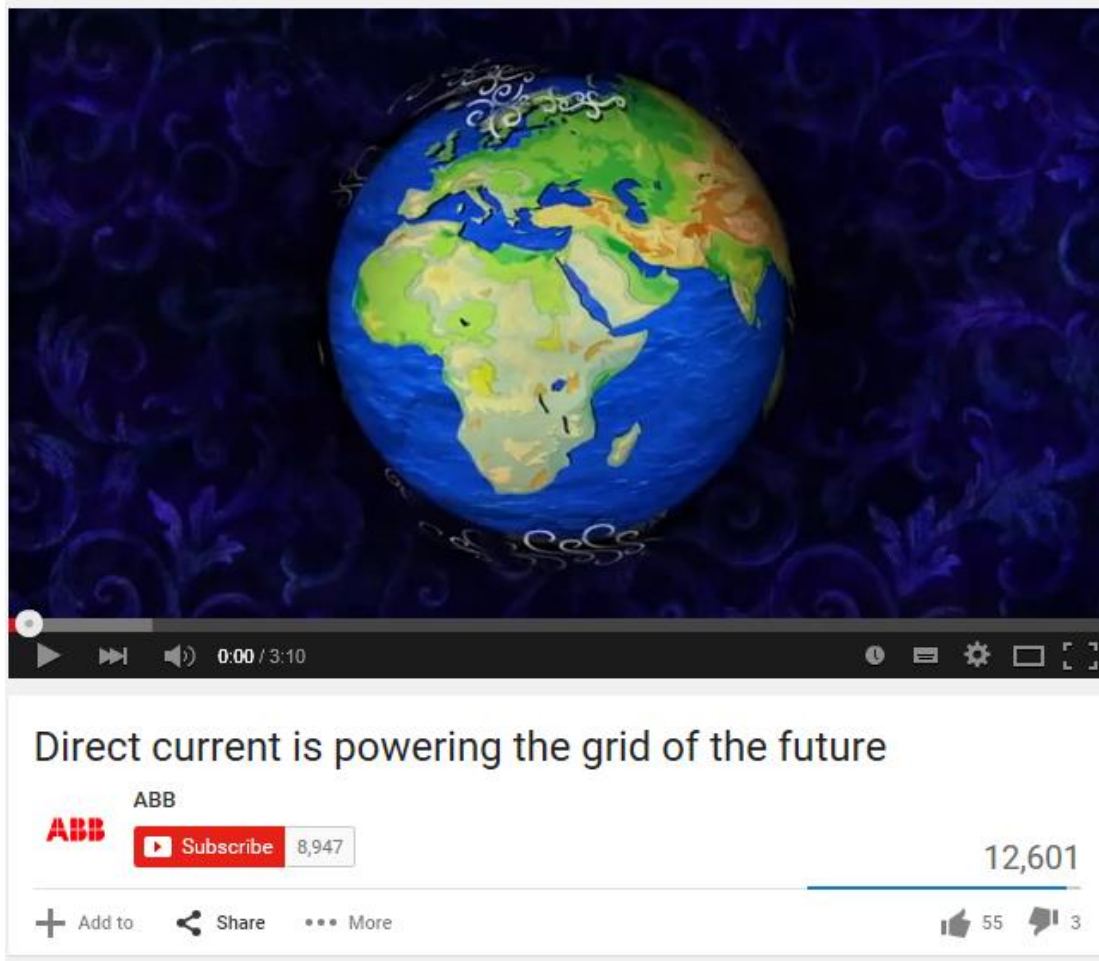 0:00 / 3:10
Direct current is powering the grid of the future
ABB
ABB
Subscribe 8,947
12,601
Add to Share More 55 3